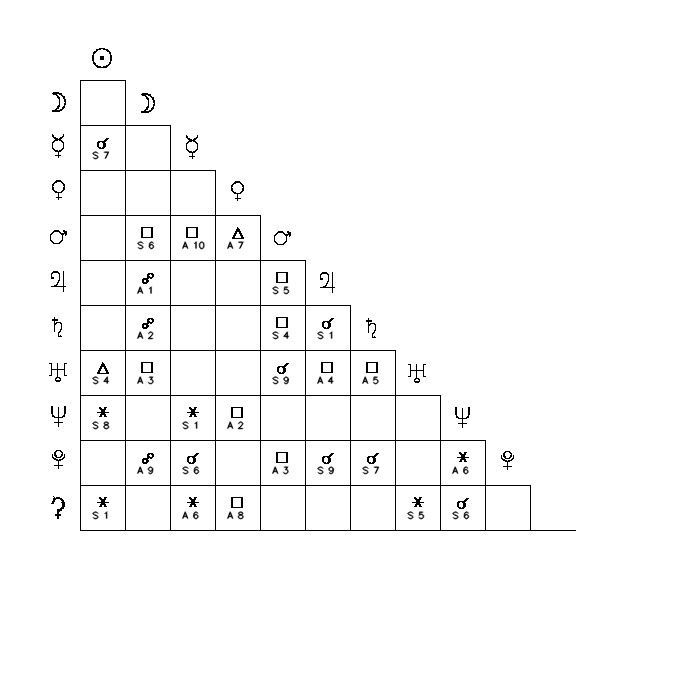 ☉
☽ ☽
☿ ☌ S 7 ☿
♀ ♀
♂ □ S 6 □ A 10 △ A 7 ♂
♃ ☍ A 1 □ S 5 ♃
♄ ☍ A 2 □ S 4 ☌ S 1 ♄
♅ △ S 4 □ A 3 ☌ S 9 □ A 4 □ A 5 ♅
♆ ⚹ S 8 ⚹ S 1 □ A 2 ♆
♇ ☍ A 9 ☌ S 6 □ A 3 ☌ S 9 ☌ S 7 ⚹ A 6 ♇
⚳ ⚹ S 1 ⚹ A 6 □ A 8 ⚹ S 5 ☌ S 6